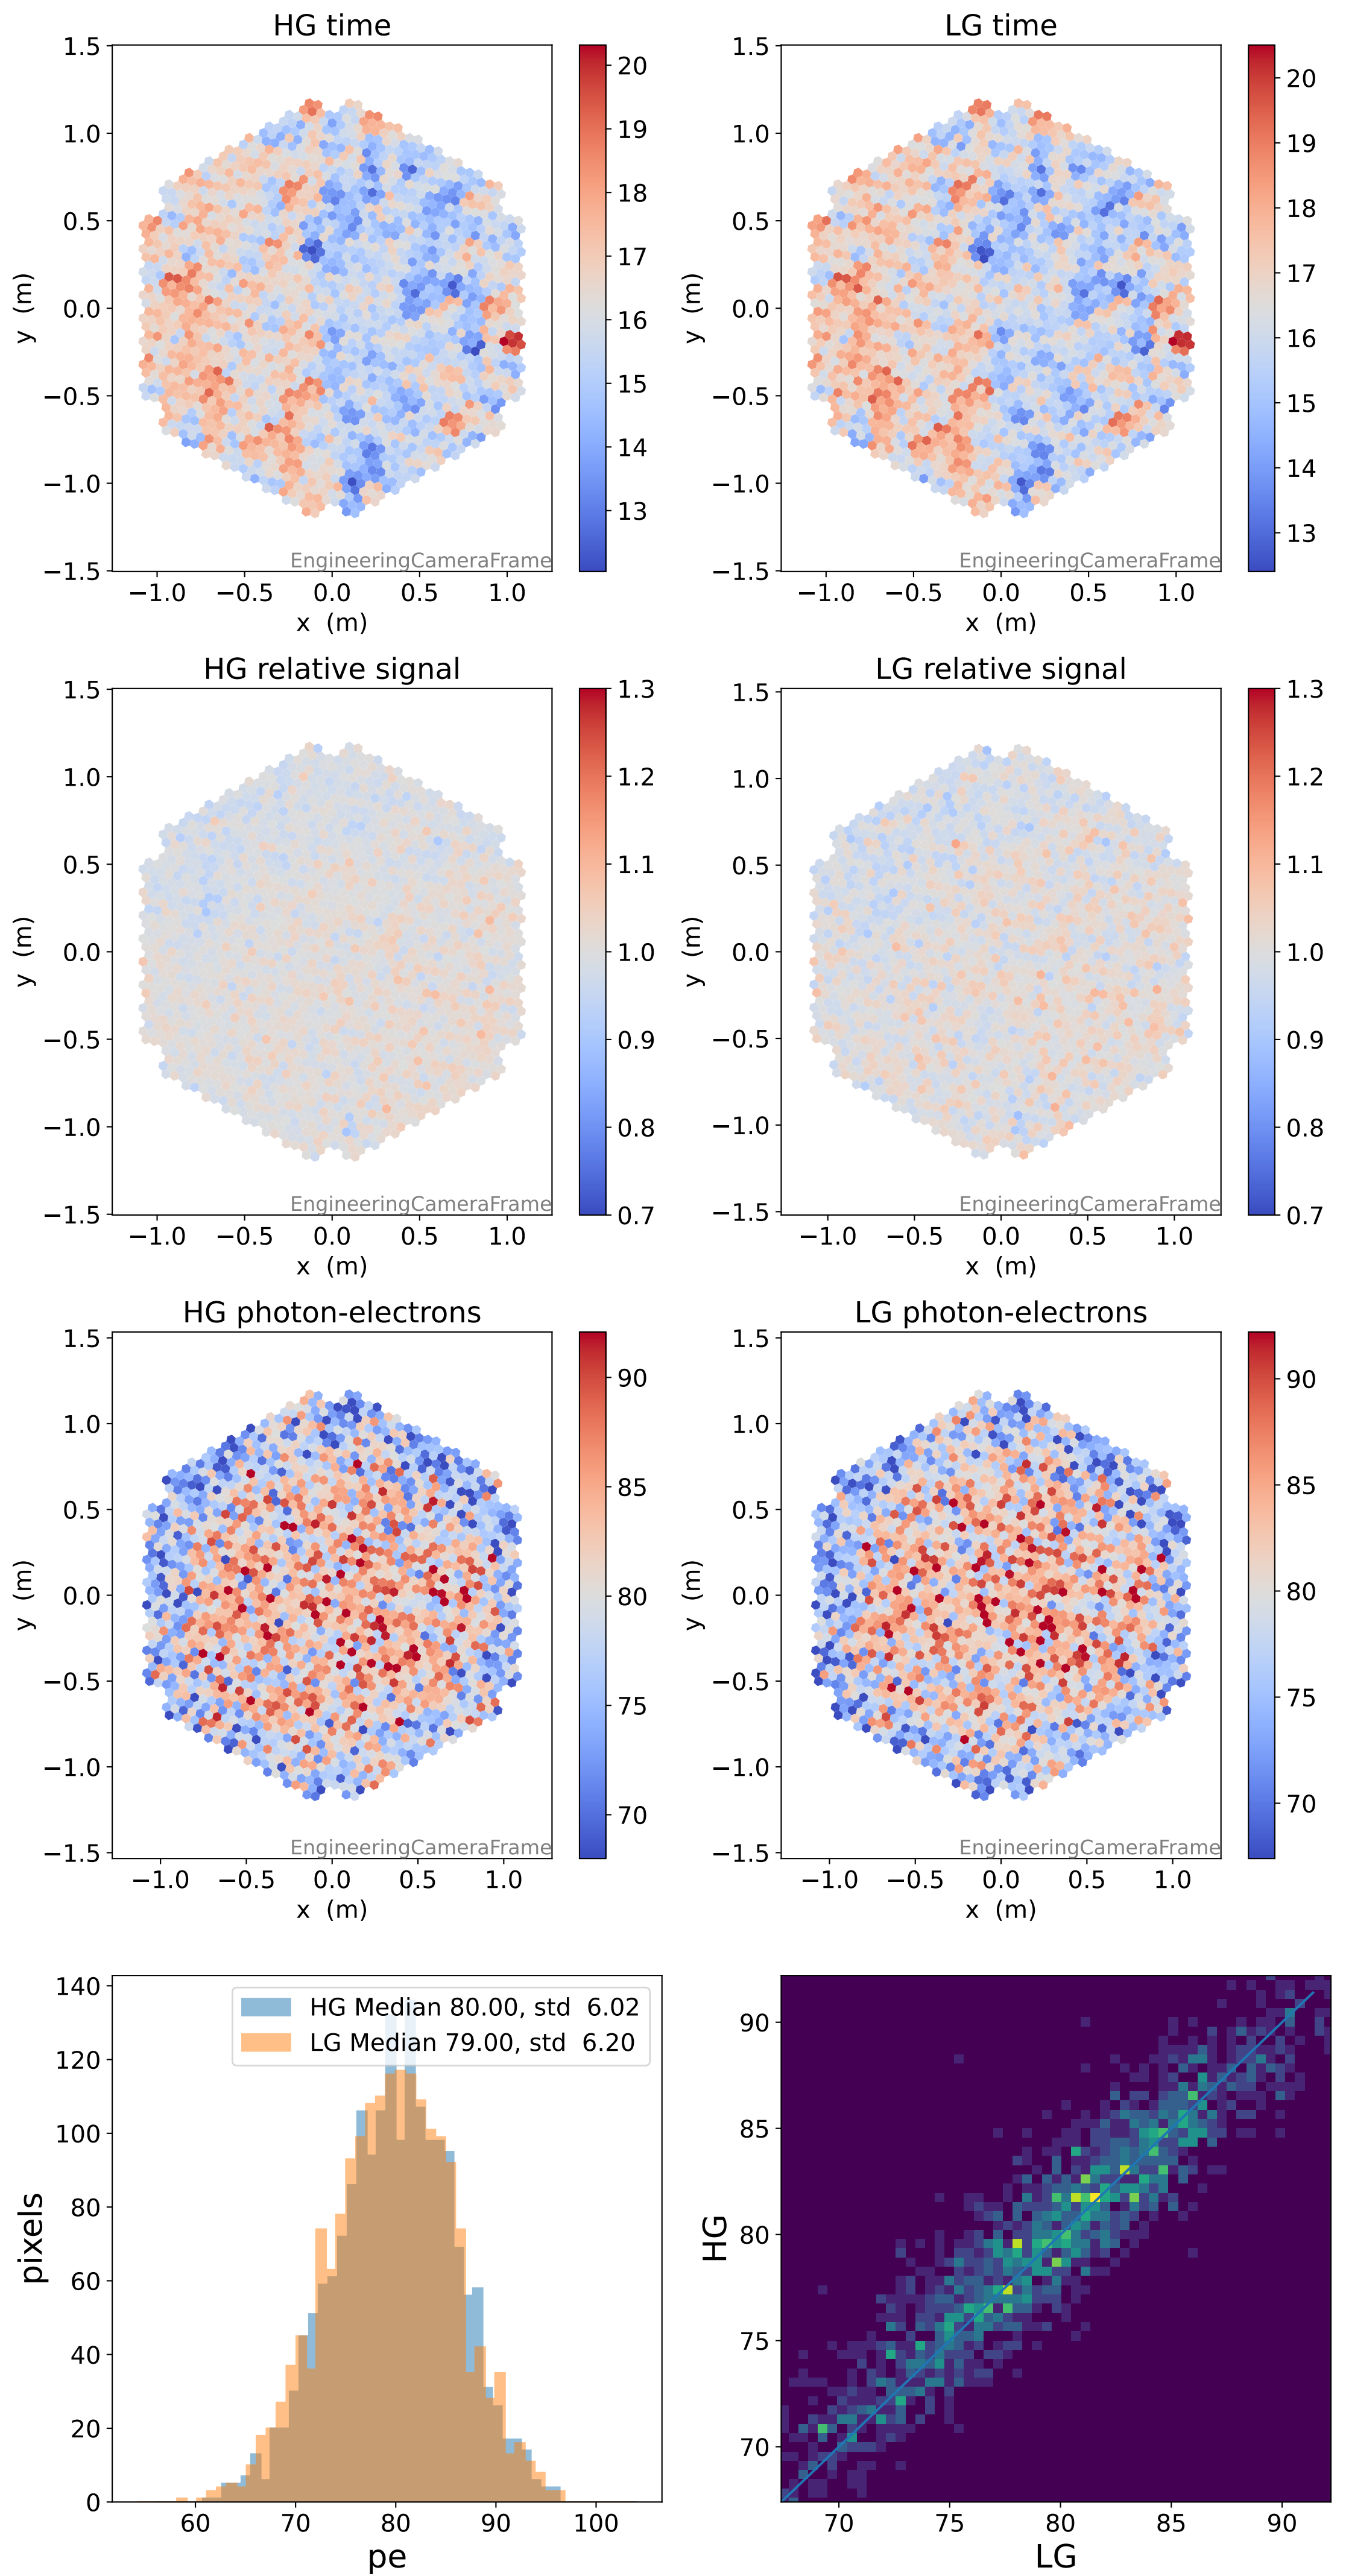 HG time
LG time
1.5
1.0
0.5
0.0
−0.5
−1.0
−1.5
y (m)
−1.0 −0.5 0.0 0.5 1.0
x (m)
EngineeringCameraFrame
20
19
18
17
16
15
14
13
1.5
1.0
0.5
0.0
−0.5
−1.0
−1.5
y (m)
−1.0 −0.5 0.0 0.5 1.0
x (m)
EngineeringCameraFrame
20
19
18
17
16
15
14
13
HG relative signal
LG relative signal
1.5
1.0
0.5
0.0
−0.5
−1.0
−1.5
y (m)
−1.0 −0.5 0.0 0.5 1.0
x (m)
EngineeringCameraFrame
1.3
1.2
1.1
1.0
0.9
0.8
0.7
1.5
1.0
0.5
0.0
−0.5
−1.0
−1.5
y (m)
−1.0 −0.5 0.0 0.5 1.0
x (m)
EngineeringCameraFrame
1.3
1.2
1.1
1.0
0.9
0.8
0.7
HG photon-electrons
LG photon-electrons
1.5
1.0
0.5
0.0
−0.5
−1.0
−1.5
y (m)
−1.0 −0.5 0.0 0.5 1.0
x (m)
EngineeringCameraFrame
90
85
80
75
70
1.5
1.0
0.5
0.0
−0.5
−1.0
−1.5
y (m)
−1.0 −0.5 0.0 0.5 1.0
x (m)
EngineeringCameraFrame
90
85
80
75
70
HG Median 80.00, std 6.02
LG Median 79.00, std 6.20
140
120
100
80
60
40
20
0
pixels
60 70 80 90 100
pe
90
85
80
75
70
HG
70 75 80 85 90
LG